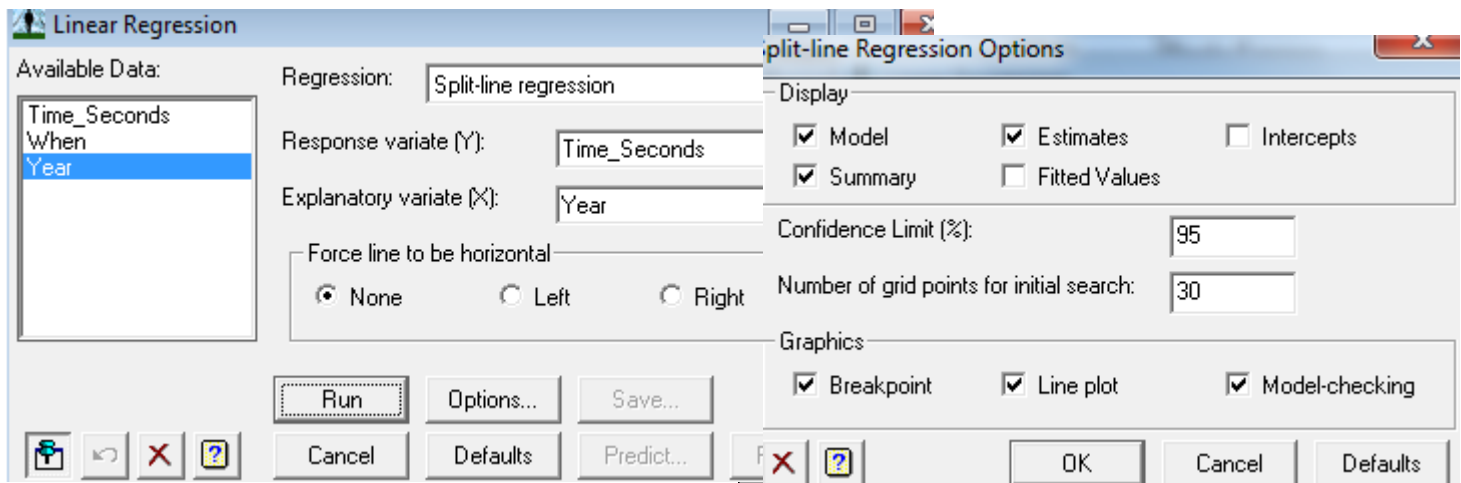 Linear Regression
Available Data:
Time_Seconds
When
Year
Regression:
Split-line regression
Response variate (Y):
Time_Seconds
Explanatory variate (X):
Year
Force line to be horizontal
None Left Right
Run Options... Save...
Cancel Defaults Predict...
plit-line Regression Options
Display
Model Estimates Intercepts
Summary Fitted Values
Confidence Limit (%):
95
Number of grid points for initial search:
30
Graphics
Breakpoint Line plot Model-checking
OK Cancel Defaults